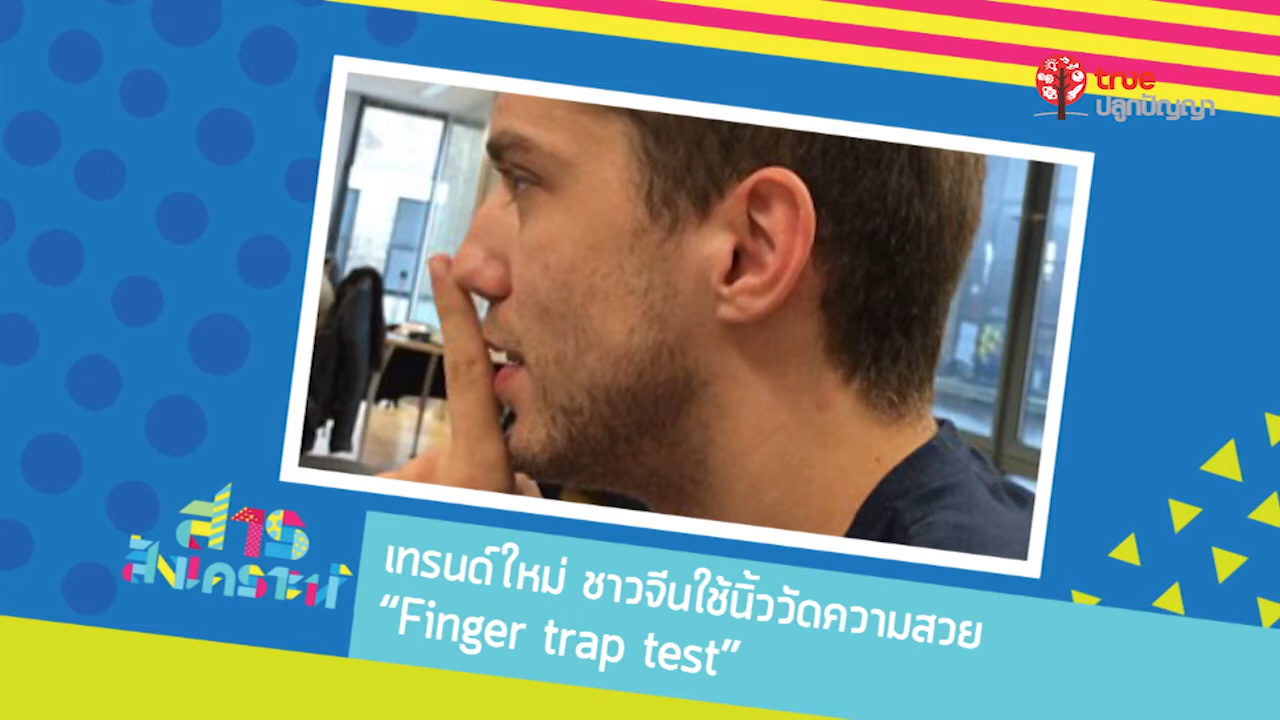 true
ปลูกปัญญา
สาร
สังเคราะห์
เทรนด์ใหม่ ชาวจีนใช้นิ้ววัดความสวย
“Finger trap test”